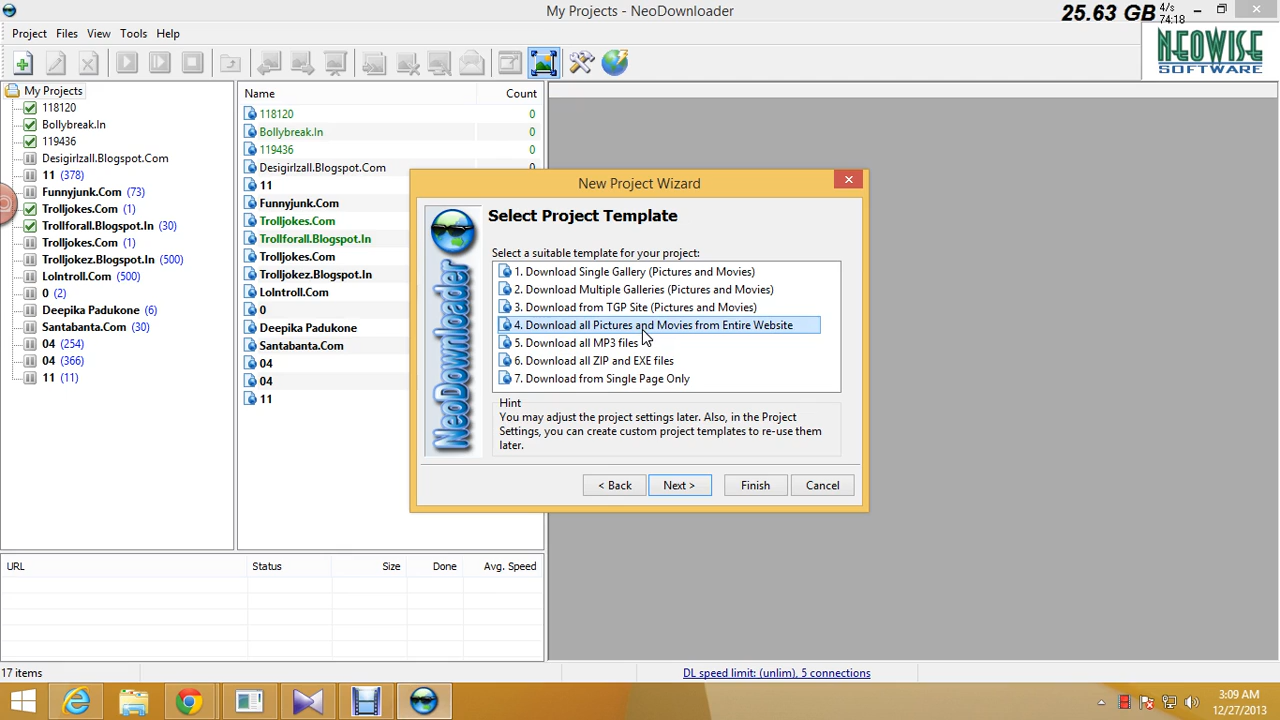 My Projects - NeoDownloader
25.63 GB 4/s
74:18
Project Files View Tools Help
NEOWISE
SOFTWARE
My Projects
118120
Bollybreak.In
119436
Desigirlzall.Blogspot.Com
11 (378)
Funnyjunk.Com (73)
Trolljokes.Com (1)
Trollforall.Blogspot.In (30)
Trolljokes.Com (1)
Trolljokez.Blogspot.In (500)
Lolntroll.Com (500)
0 (2)
Deepika Padukone (6)
Santabanta.Com (30)
04 (254)
04 (366)
11 (11)
Name Count
118120 0
Bollybreak.In 0
119436 0
Desigirlzall.Blogspot.Com 0
11
Funnyjunk.Com
Trolljokes.Com
Trollforall.Blogspot.In
Trolljokes.Com
Trolljokez.Blogspot.In
Lolntroll.Com
0
Deepika Padukone
Santabanta.Com
04
04
11
New Project Wizard
NeoDownloader
Select Project Template
Select a suitable template for your project:
1. Download Single Gallery (Pictures and Movies)
2. Download Multiple Galleries (Pictures and Movies)
3. Download from TGP Site (Pictures and Movies)
4. Download all Pictures and Movies from Entire Website
5. Download all MP3 files
6. Download all ZIP and EXE files
7. Download from Single Page Only
Hint
You may adjust the project settings later. Also, in the Project
Settings, you can create custom project templates to re-use them
later.
< Back Next > Finish Cancel
URL Status Size Done Avg. Speed
17 items
DL speed limit: (unlim), 5 connections
3:09 AM
12/27/2013